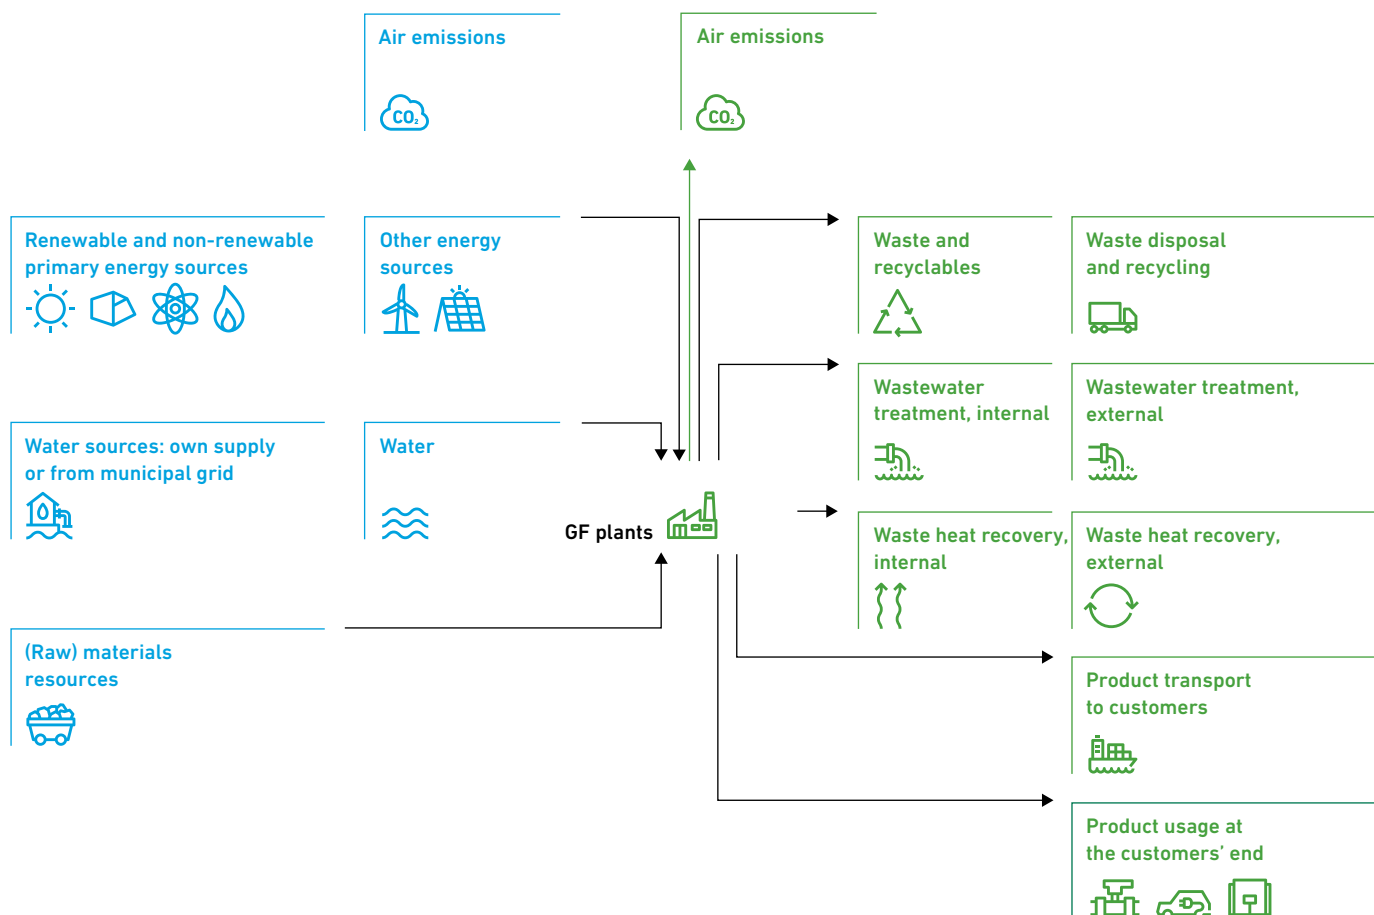 Air emissions
CO₂
Air emissions
CO₂
Renewable and non-renewable
primary energy sources
Other energy
sources
Waste and
recyclables
Waste disposal
and recycling
Wastewater
treatment, internal
Wastewater treatment,
external
Water sources: own supply
or from municipal grid
Water
GF plants
Waste heat recovery,
internal
Waste heat recovery,
external
(Raw) materials
resources
Product transport
to customers
Product usage at
the customers’ end